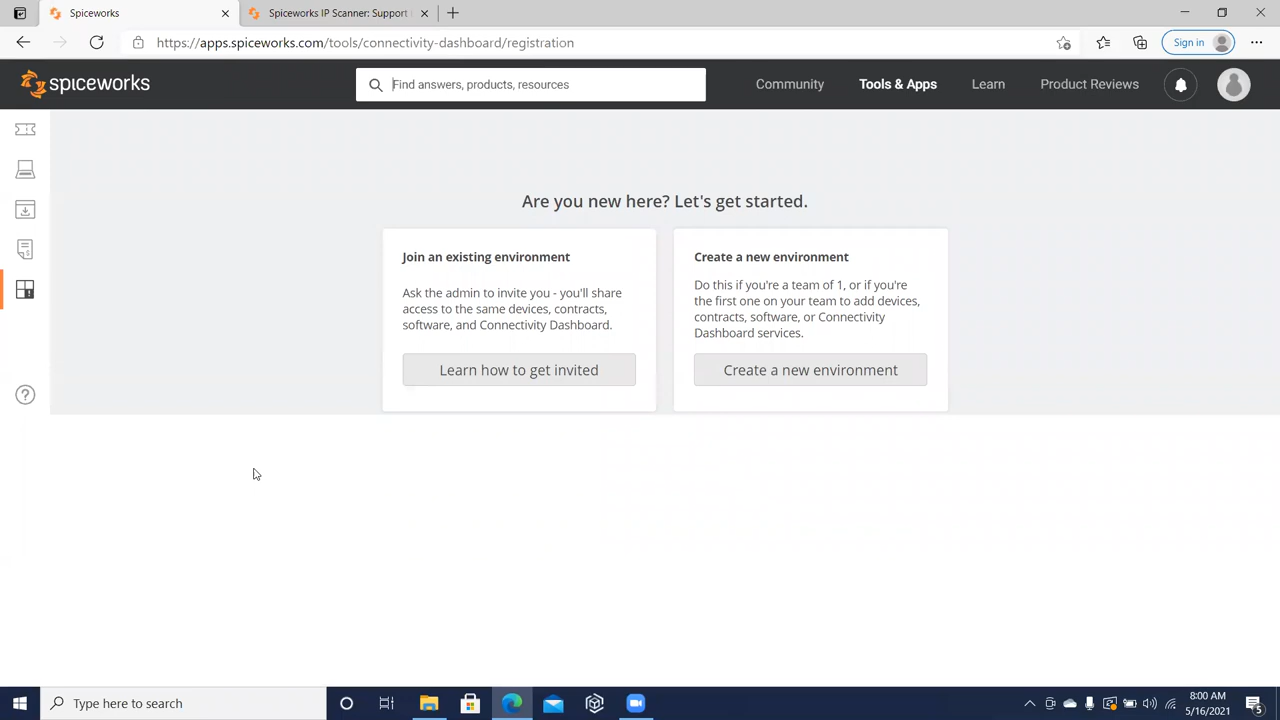 Spiceworks
Spiceworks IP Scanner: Support
https://apps.spiceworks.com/tools/connectivity-dashboard/registration
Sign in
spiceworks
Find answers, products, resources
Community
Tools & Apps
Learn
Product Reviews
Are you new here? Let's get started.
Join an existing environment
Ask the admin to invite you - you'll share
access to the same devices, contracts,
software, and Connectivity Dashboard.
Learn how to get invited
Create a new environment
Do this if you're a team of 1, or if you're
the first one on your team to add devices,
contracts, software, or Connectivity
Dashboard services.
Create a new environment
Type here to search
8:00 AM
5/16/2021
5